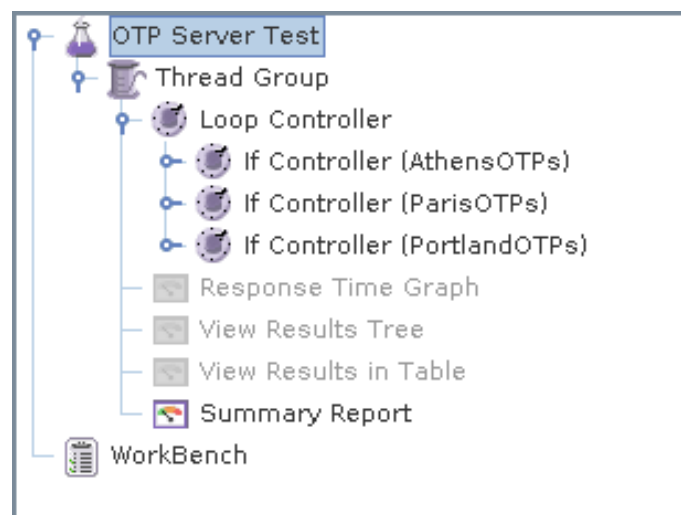 OTP Server Test
Thread Group
Loop Controller
If Controller (AthensOTPs)
If Controller (ParisOTPs)
If Controller (PortlandOTPs)
Response Time Graph
View Results Tree
View Results in Table
Summary Report
WorkBench